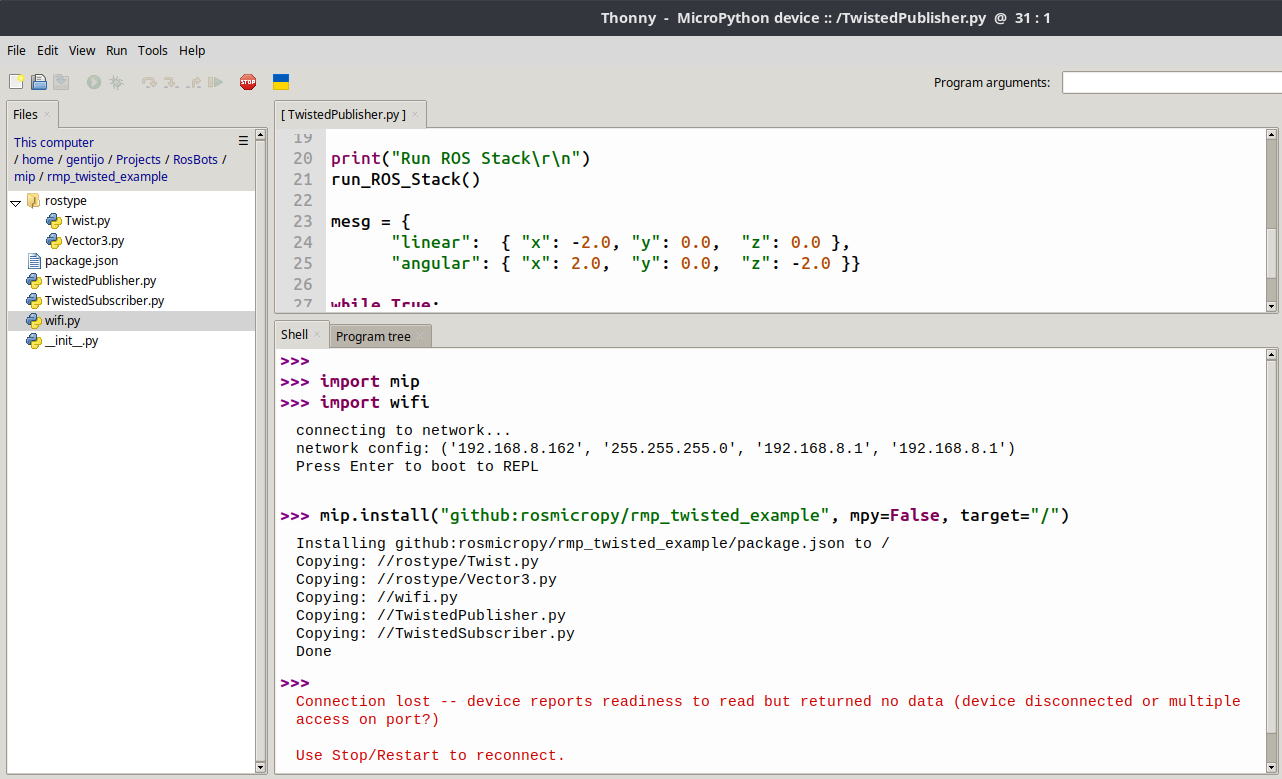 Thonny - MicroPython device :: /TwistedPublisher.py @ 31 : 1
File Edit View Run Tools Help
STOP
Program arguments:
Files
This computer
/ home / gentijo / Projects / RosBots /
mip / rmp_twisted_example
rostype
Twist.py
Vector3.py
package.json
TwistedPublisher.py
TwistedSubscriber.py
wifi.py
__init__.py
[ TwistedPublisher.py ]
19
20 print("Run ROS Stack\r\n")
21 run_ROS_Stack()
22
23 mesg = {
24 "linear": { "x": -2.0, "y": 0.0, "z": 0.0 },
25 "angular": { "x": 2.0, "y": 0.0, "z": -2.0 }}
26
27 while True:
Shell Program tree
>>>
>>> import mip
>>> import wifi
connecting to network...
network config: ('192.168.8.162', '255.255.255.0', '192.168.8.1', '192.168.8.1')
Press Enter to boot to REPL
>>> mip.install("github:rosmicropy/rmp_twisted_example", mpy=False, target="/")
Installing github:rosmicropy/rmp_twisted_example/package.json to /
Copying: //rostype/Twist.py
Copying: //rostype/Vector3.py
Copying: //wifi.py
Copying: //TwistedPublisher.py
Copying: //TwistedSubscriber.py
Done
>>>
Connection lost -- device reports readiness to read but returned no data (device disconnected or multiple
access on port?)
Use Stop/Restart to reconnect.